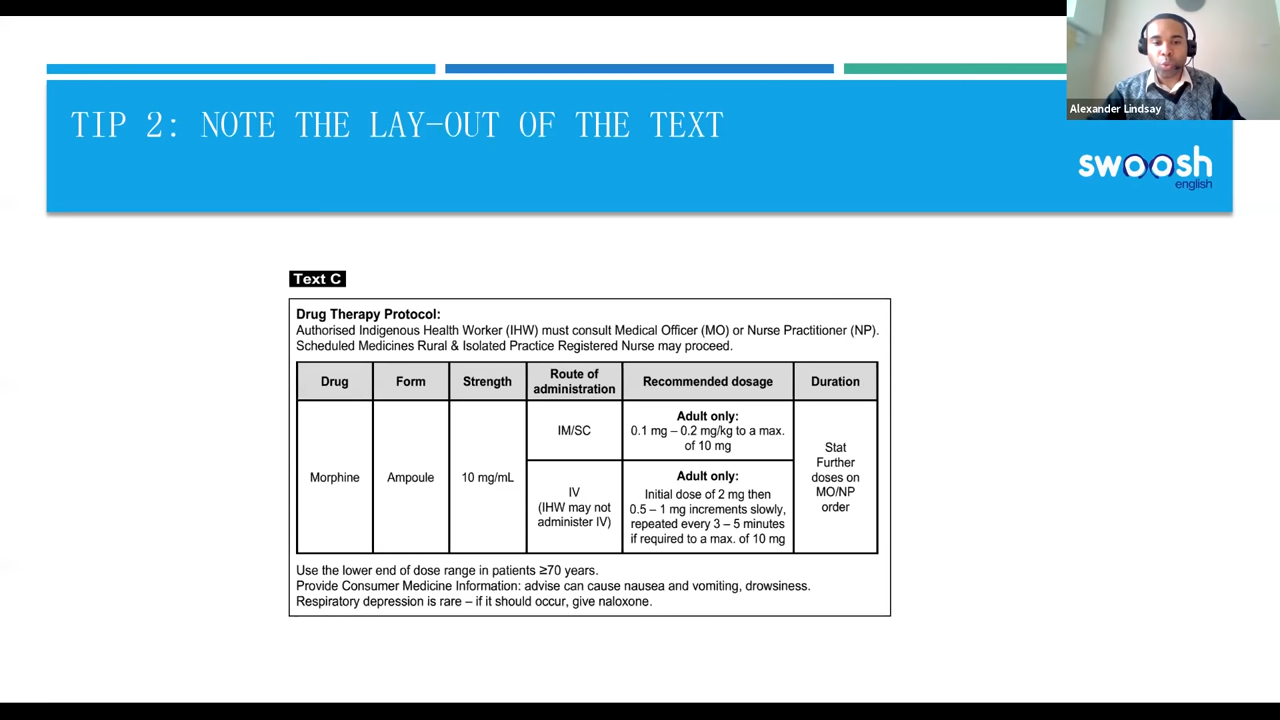 TIP 2: NOTE THE LAY-OUT OF THE TEXT
Alexander Lindsay
swoosh
english
Text C
Drug Therapy Protocol:
Authorised Indigenous Health Worker (IHW) must consult Medical Officer (MO) or Nurse Practitioner (NP).
Scheduled Medicines Rural & Isolated Practice Registered Nurse may proceed.
Drug
Form
Strength
Route of
administration
Recommended dosage
Duration
Morphine
Ampoule
10 mg/mL
IM/SC
Adult only:
0.1 mg – 0.2 mg/kg to a max.
of 10 mg
IV
(IHW may not
administer IV)
Adult only:
Initial dose of 2 mg then
0.5 – 1 mg increments slowly,
repeated every 3 – 5 minutes
if required to a max. of 10 mg
Stat
Further
doses on
MO/NP
order
Use the lower end of dose range in patients ≥70 years.
Provide Consumer Medicine Information: advise can cause nausea and vomiting, drowsiness.
Respiratory depression is rare – if it should occur, give naloxone.